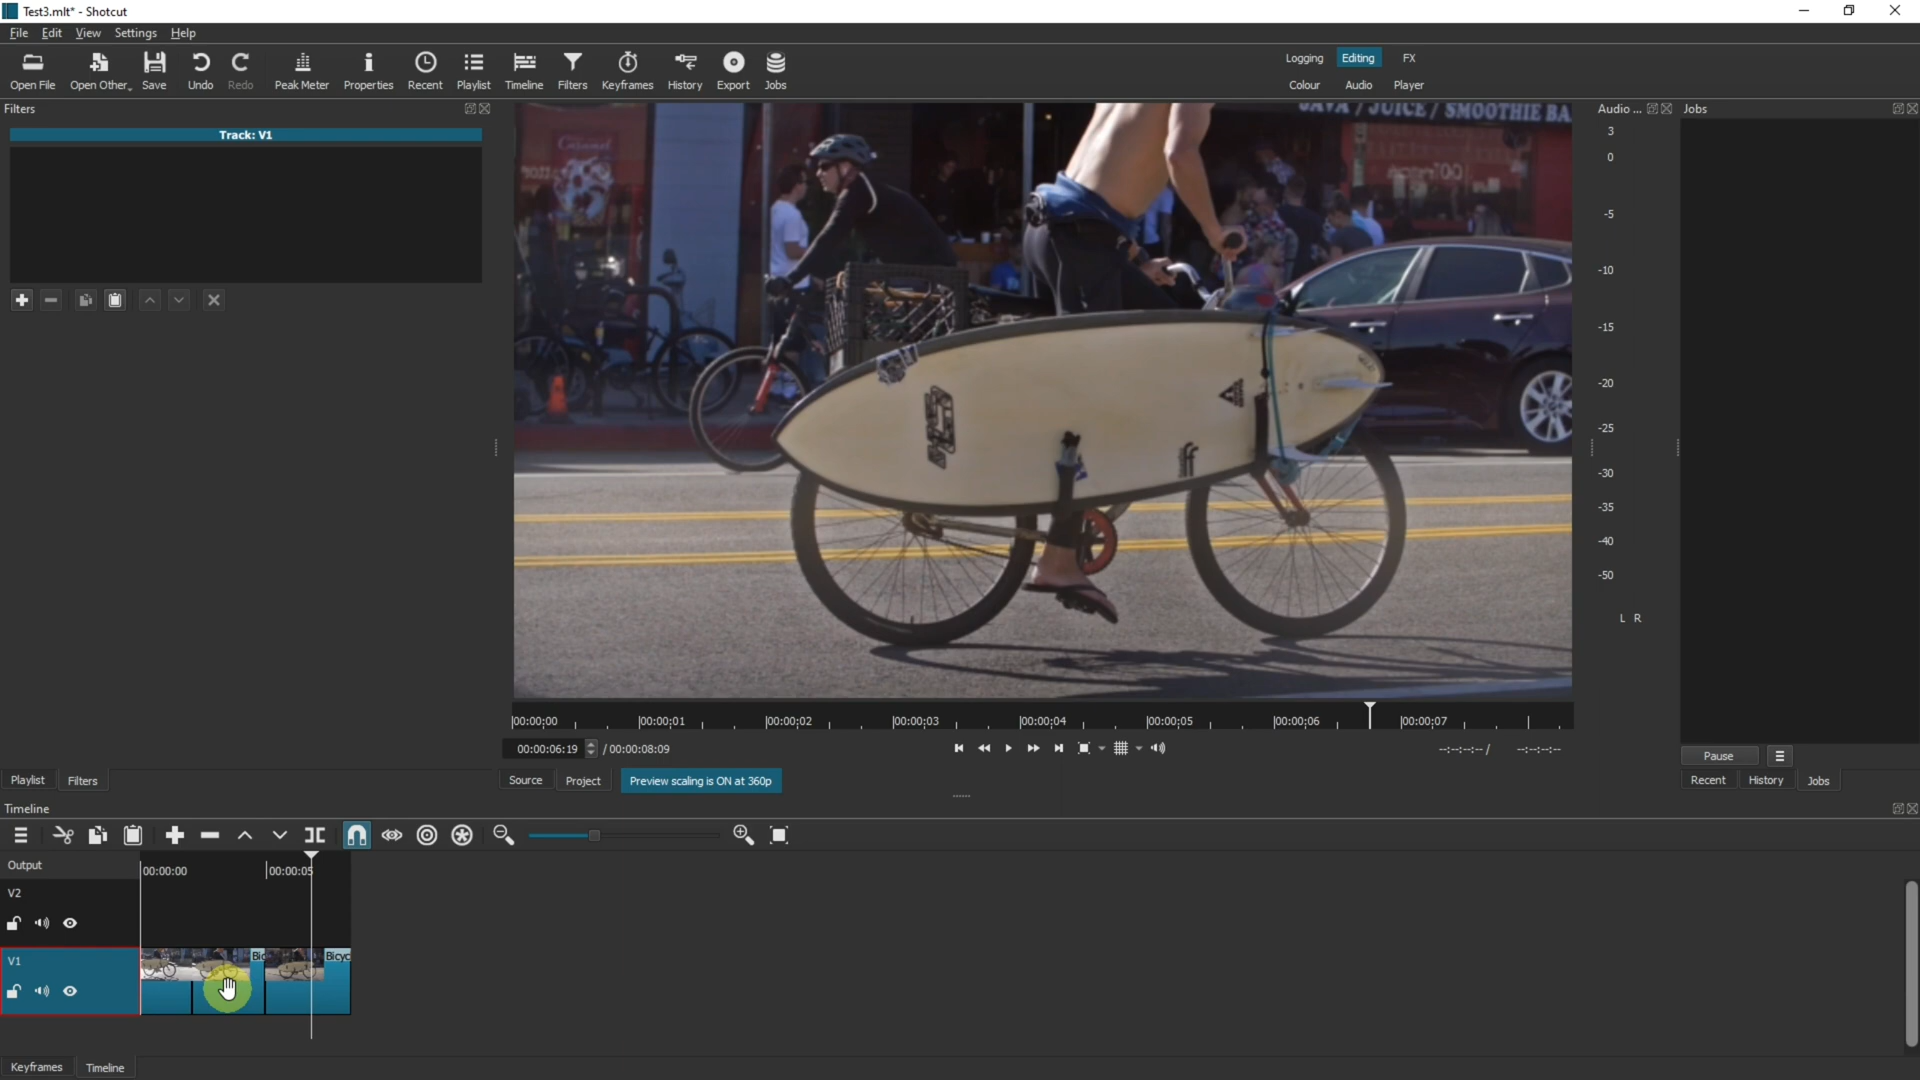 Test3.mlt* - Shotcut
File Edit View Settings Help
Open File Open Other... Save Undo Redo Peak Meter Properties Recent Playlist Timeline Filters Keyframes History Export Jobs
Logging Editing FX
Colour Audio Player
Filters
Track: V1
JAVA / JUICE / SMOOTHIE BA
Audio ...
3
0
-5
-10
-15
-20
-25
-30
-35
-40
-50
L R
Jobs
00:00:00 00:00:01 00:00:02 00:00:03 00:00:04 00:00:05 00:00:06 00:00:07
00:00:06:19 / 00:00:08:09
--:--:--:-- / --:--:--:--
Pause
Playlist Filters
Source Project Preview scaling is ON at 360p
Recent History Jobs
Timeline
Output
00:00:00 00:00:05
V2
V1
Bic Bicyc
Keyframes Timeline